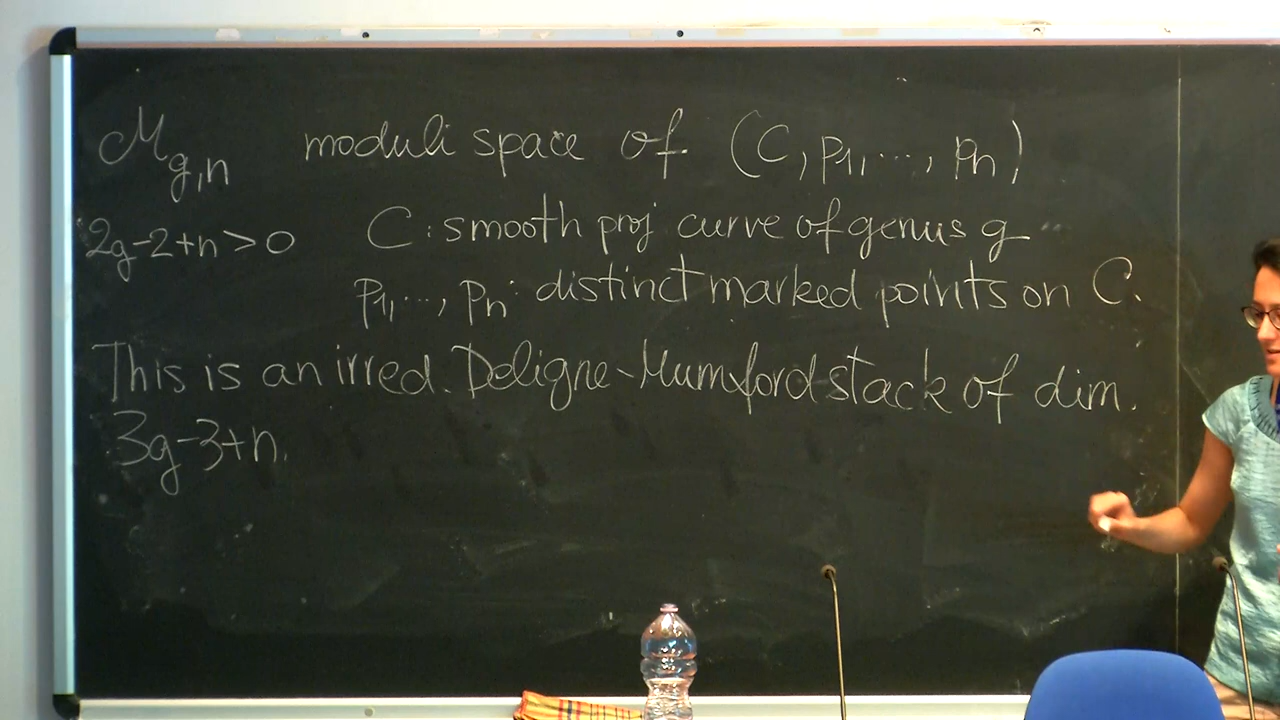 M_{g,n} moduli space of (C, p1, ..., pn)
2g-2+n > 0 C: smooth proj curve of genus g
p1, ..., pn: distinct marked points on C.
This is an irred. Deligne-Mumford stack of dim.
3g-3+n.